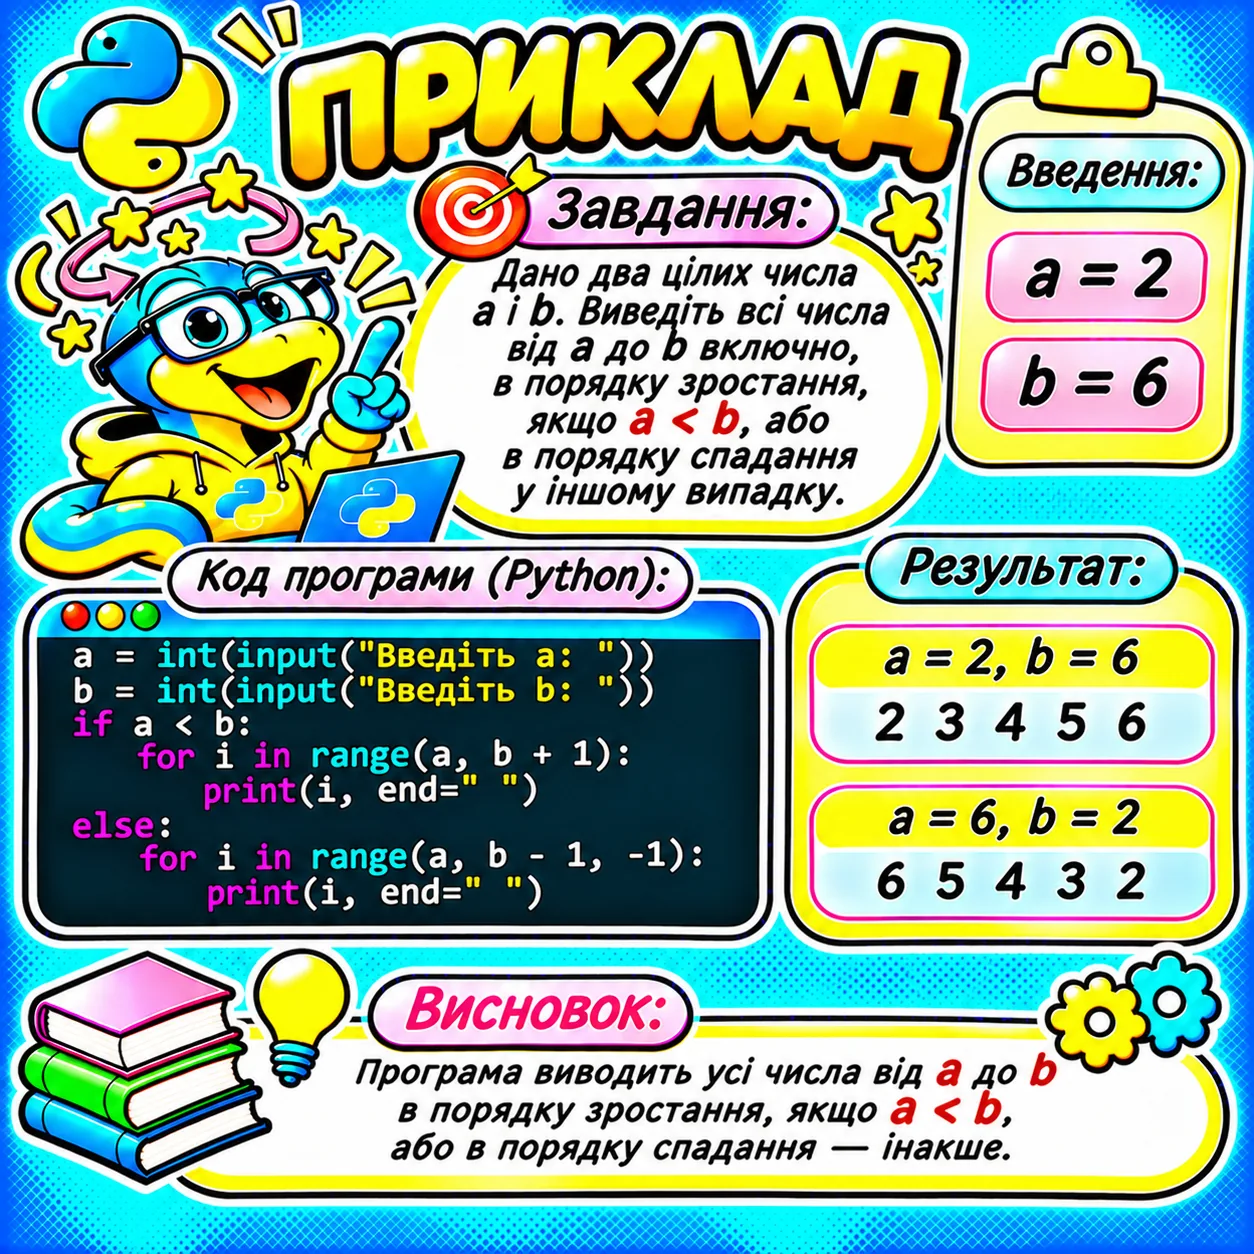 ПРИКЛАД
Завдання:
Дано два цілих числа
a і b. Виведіть всі числа
від a до b включно,
в порядку зростання,
якщо a < b, або
в порядку спадання
у іншому випадку.
Введення:
a = 2
b = 6
Код програми (Python):
a = int(input("Введіть a: "))
b = int(input("Введіть b: "))
if a < b:
    for i in range(a, b + 1):
        print(i, end=" ")
else:
    for i in range(a, b - 1, -1):
        print(i, end=" ")
Результат:
a = 2, b = 6
2 3 4 5 6
a = 6, b = 2
6 5 4 3 2
Висновок:
Програма виводить усі числа від a до b
в порядку зростання, якщо a < b,
або в порядку спадання — інакше.